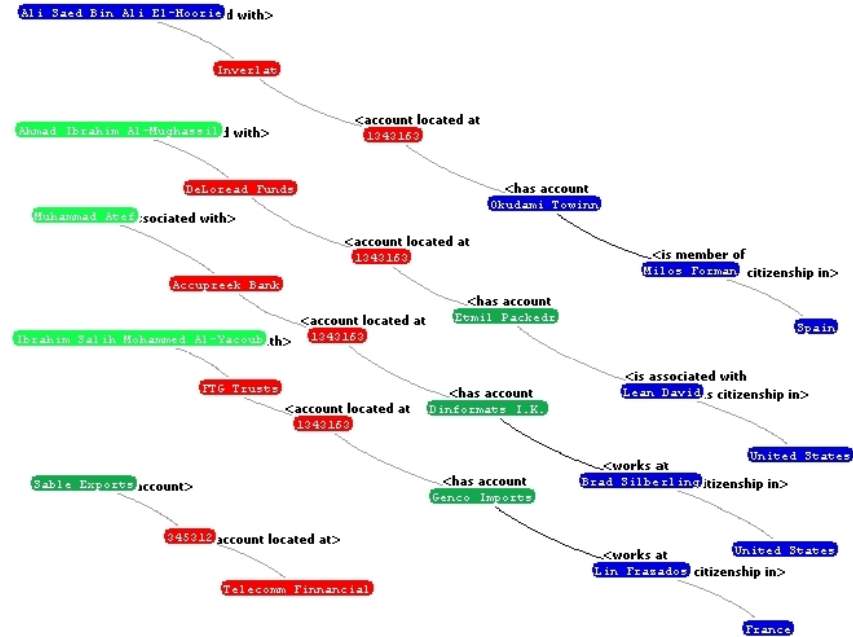 Ali Saed Bin Ali El-Hoorie d with>
Inverlat
<account located at
1343163
<has account
Okudami Towinn
<is member of
Milos Forman citizenship in>
Spain
Ahmad Ibrahim Al-Mughassil d with>
DeLoread Funds
<account located at
1343163
<has account
Etmil Packedr
<is associated with
Lean David s citizenship in>
United States
Muhammad Atef sociated with>
Accupreek Bank
<account located at
1343163
<has account
Dinformats I.K.
<works at
Brad Silberling itizenship in>
United States
Ibrahim Salih Mohammed Al-Yacoub th>
FTG Trusts
<account located at
1343163
<has account
Genco Imports
<works at
Lin Frazados citizenship in>
France
Sable Exports account>
345312 account located at>
Telecomm Finnancial